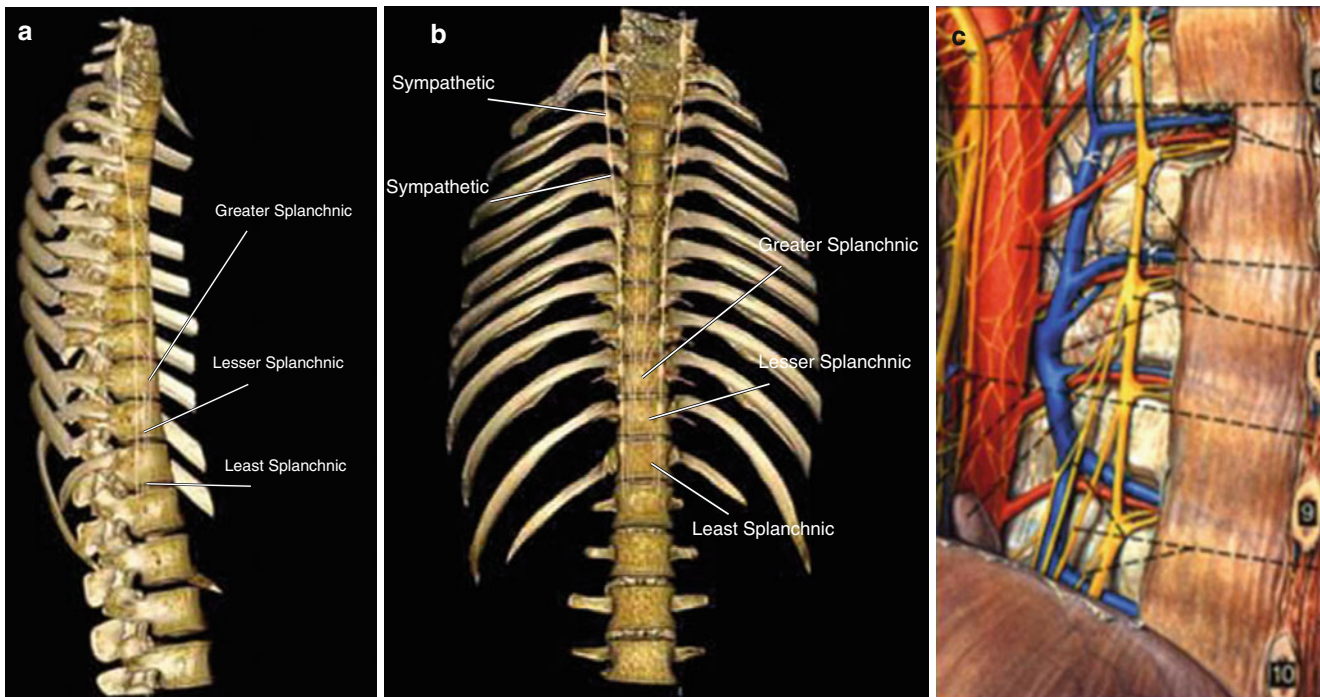 a
Greater Splanchnic
Lesser Splanchnic
Least Splanchnic
b
Sympathetic
Sympathetic
Greater Splanchnic
Lesser Splanchnic
Least Splanchnic
c
9
10